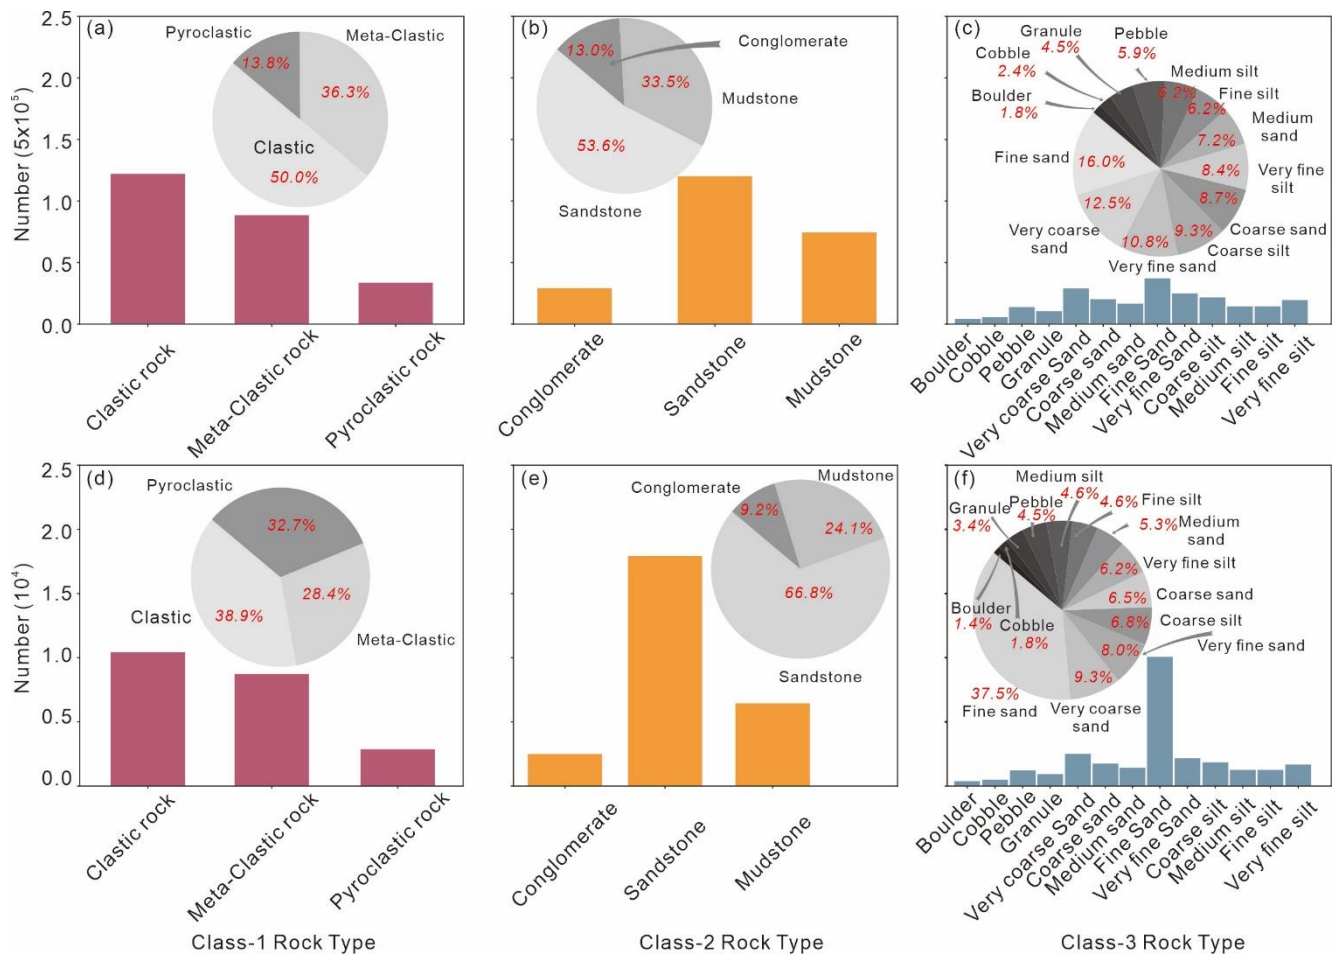 Number (5x10⁵)
2.5
2.0
1.5
1.0
0.5
0.0
(a)
Pyroclastic
Meta-Clastic
13.8%
36.3%
Clastic
50.0%
Clastic rock
Meta-Clastic rock
Pyroclastic rock
(b)
13.0%
Conglomerate
33.5%
Mudstone
53.6%
Sandstone
Conglomerate
Sandstone
Mudstone
(c)
Granule
4.5%
Pebble
5.9%
Cobble
2.4%
Boulder
1.8%
Medium silt
6.2%
Fine silt
6.2%
Medium
sand
7.2%
Very fine
silt
8.4%
Coarse sand
8.7%
Coarse silt
9.3%
Very fine sand
10.8%
Very coarse
sand
12.5%
Fine sand
16.0%
Boulder
Cobble
Pebble
Granule
Very coarse Sand
Coarse sand
Medium sand
Fine Sand
Very fine Sand
Coarse silt
Medium silt
Fine silt
Very fine silt
Number (10⁴)
2.5
2.0
1.5
1.0
0.5
0.0
(d)
Pyroclastic
32.7%
28.4%
Clastic
38.9%
Meta-Clastic
Clastic rock
Meta-Clastic rock
Pyroclastic rock
Class-1 Rock Type
(e)
Mudstone
Conglomerate
9.2%
24.1%
66.8%
Sandstone
Conglomerate
Sandstone
Mudstone
Class-2 Rock Type
(f)
Medium silt
4.6%
Pebble
4.5%
Granule
3.4%
4.6%
Fine silt
5.3%
Medium
sand
Very fine silt
6.2%
Coarse sand
6.5%
Coarse silt
6.8%
Very fine sand
8.0%
Boulder
1.4%
Cobble
1.8%
9.3%
Very coarse
sand
37.5%
Fine sand
Boulder
Cobble
Pebble
Granule
Very coarse Sand
Coarse sand
Medium sand
Fine Sand
Very fine Sand
Coarse silt
Medium silt
Fine silt
Very fine silt
Class-3 Rock Type